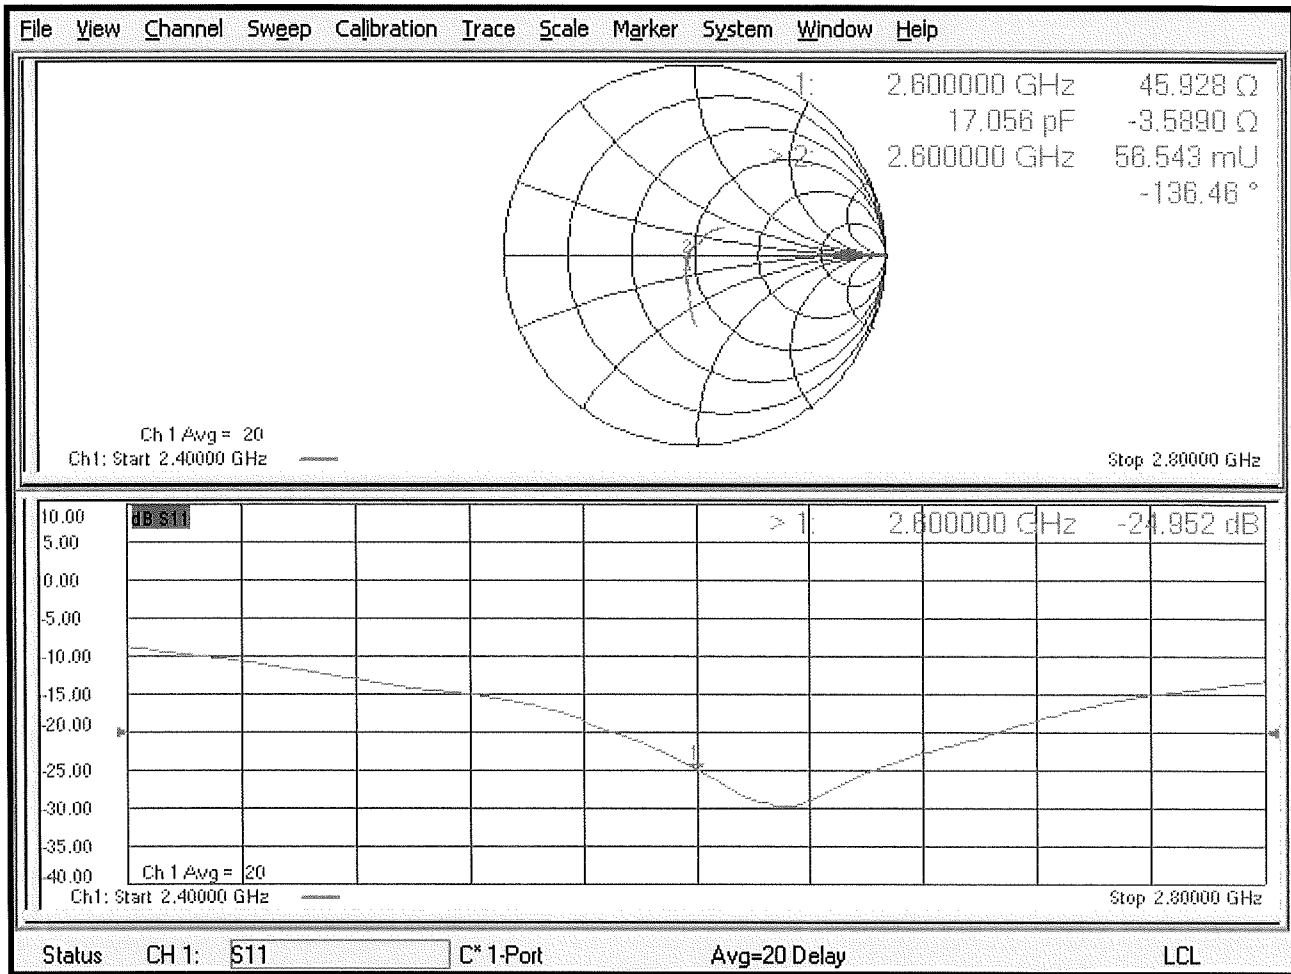 File View Channel Sweep Calibration Trace Scale Marker System Window Help
1: 2.600000 GHz 45.928 Ω
17.056 pF -3.5890 Ω
> 2: 2.600000 GHz 56.543 mU
-136.46 °
2
Ch 1 Avg = 20
Ch1: Start 2.40000 GHz
Stop 2.80000 GHz
10.00
dB S11
> 1: 2.600000 GHz -24.952 dB
5.00
0.00
-5.00
-10.00
-15.00
-20.00
1
-25.00
-30.00
-35.00
-40.00
Ch 1 Avg = 20
Ch1: Start 2.40000 GHz
Stop 2.80000 GHz
Status CH 1: S11 C* 1-Port Avg=20 Delay LCL